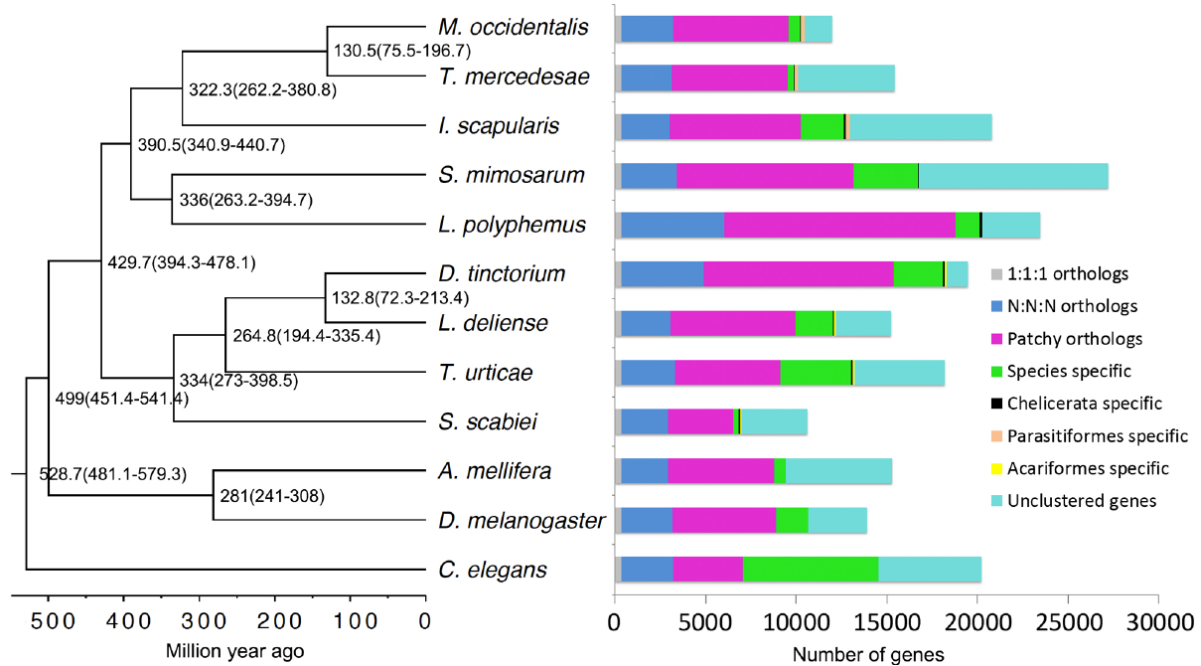 M. occidentalis
130.5(75.5-196.7)
T. mercedesae
322.3(262.2-380.8)
I. scapularis
390.5(340.9-440.7)
S. mimosarum
336(263.2-394.7)
L. polyphemus
429.7(394.3-478.1)
D. tinctorium
132.8(72.3-213.4)
L. deliense
264.8(194.4-335.4)
T. urticae
334(273-398.5)
499(451.4-541.4)
S. scabiei
A. mellifera
528.7(481.1-579.3)
281(241-308)
D. melanogaster
C. elegans
500 400 300 200 100 0
Million year ago
1:1:1 orthologs
N:N:N orthologs
Patchy orthologs
Species specific
Chelicerata specific
Parasitiformes specific
Acariformes specific
Unclustered genes
0 5000 10000 15000 20000 25000 30000
Number of genes